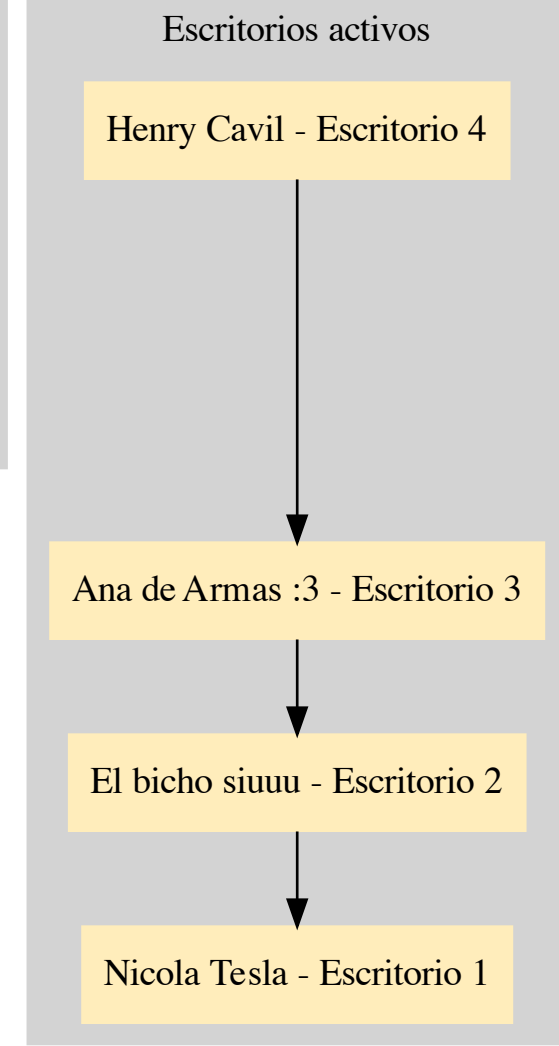 Escritorios activos
Henry Cavil - Escritorio 4
Ana de Armas :3 - Escritorio 3
El bicho siuuu - Escritorio 2
Nicola Tesla - Escritorio 1